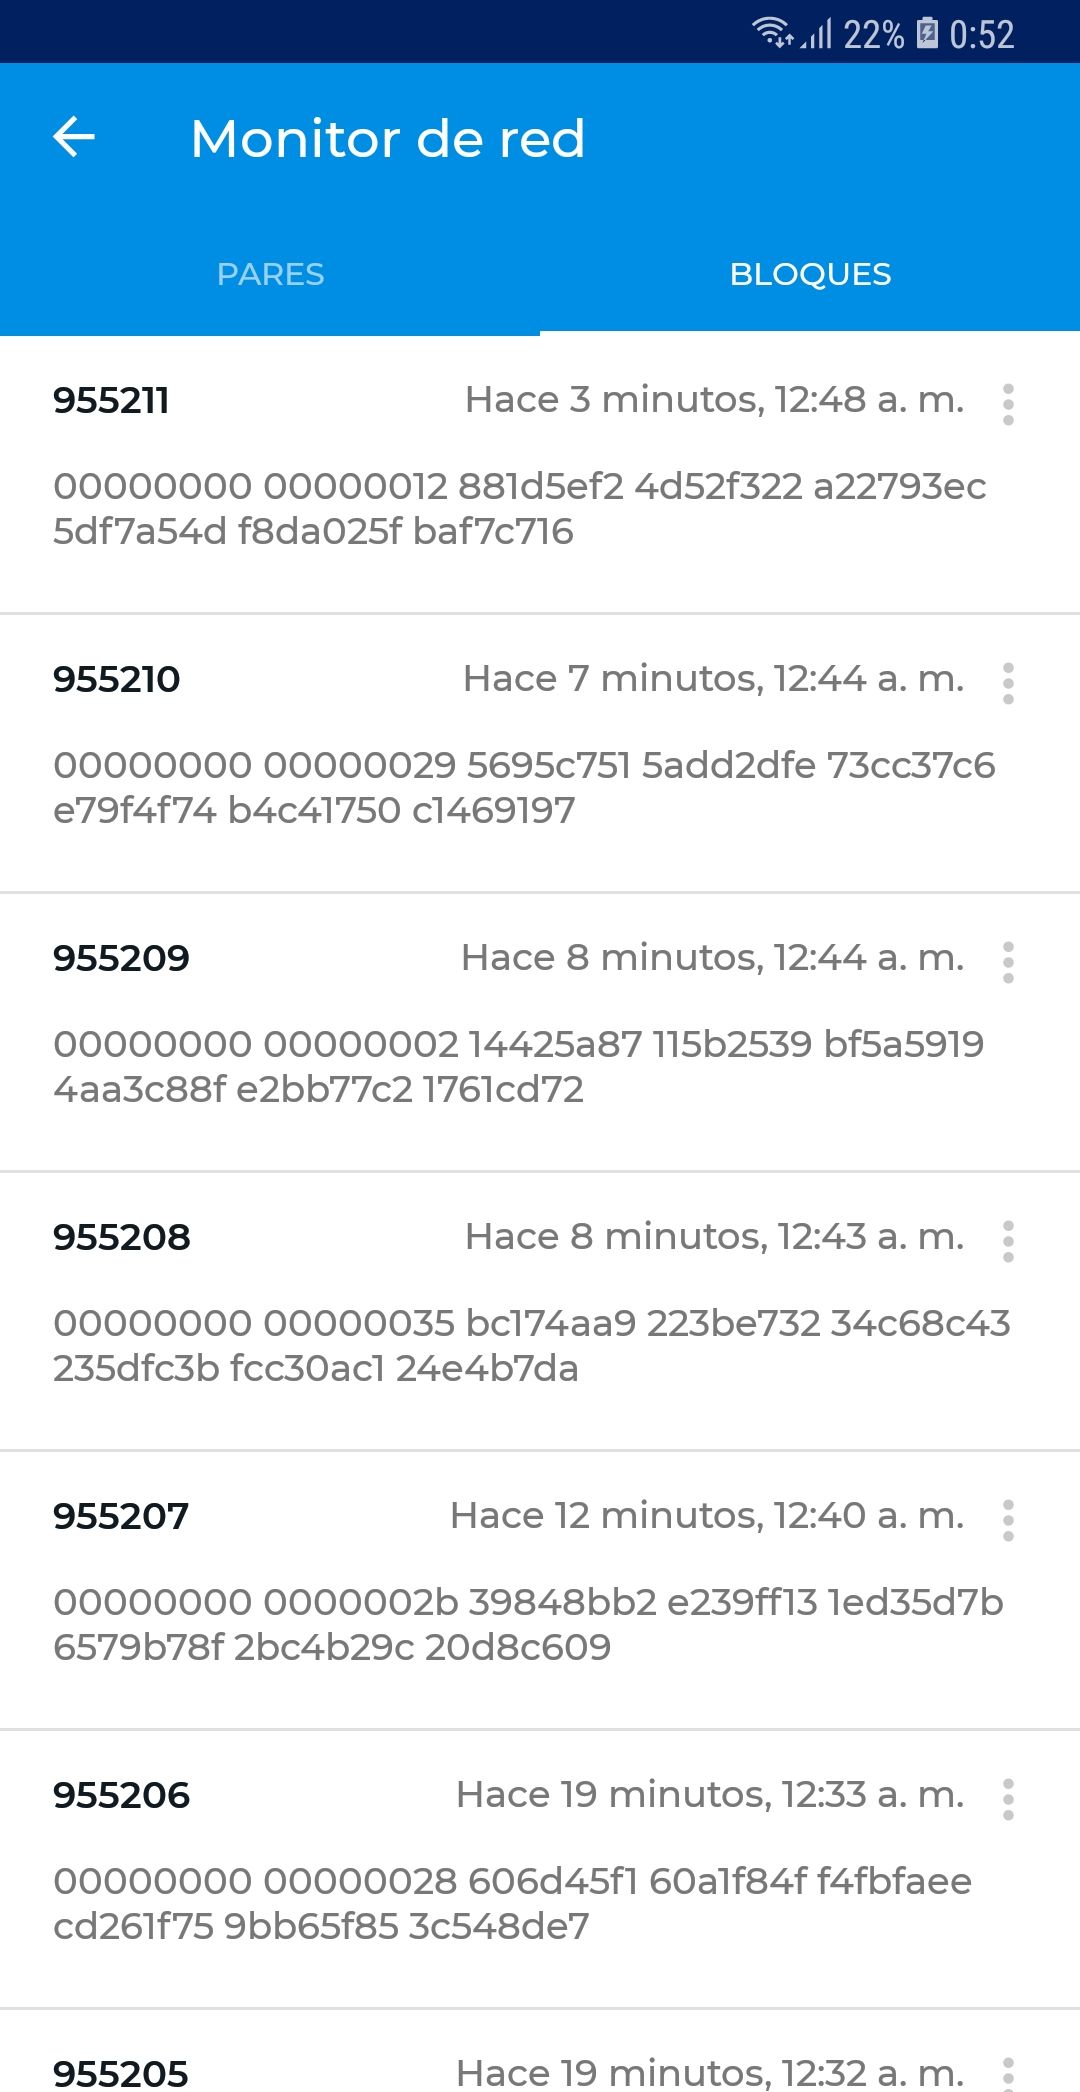 22% 0:52
Monitor de red
PARES BLOQUES
955211 Hace 3 minutos, 12:48 a. m.
00000000 00000012 881d5ef2 4d52f322 a22793ec
5df7a54d f8da025f baf7c716
955210 Hace 7 minutos, 12:44 a. m.
00000000 00000029 5695c751 5add2dfe 73cc37c6
e79f4f74 b4c41750 c1469197
955209 Hace 8 minutos, 12:44 a. m.
00000000 00000002 14425a87 115b2539 bf5a5919
4aa3c88f e2bb77c2 1761cd72
955208 Hace 8 minutos, 12:43 a. m.
00000000 00000035 bc174aa9 223be732 34c68c43
235dfc3b fcc30ac1 24e4b7da
955207 Hace 12 minutos, 12:40 a. m.
00000000 0000002b 39848bb2 e239ff13 1ed35d7b
6579b78f 2bc4b29c 20d8c609
955206 Hace 19 minutos, 12:33 a. m.
00000000 00000028 606d45f1 60a1f84f f4fbfaee
cd261f75 9bb65f85 3c548de7
955205 Hace 19 minutos, 12:32 a. m.